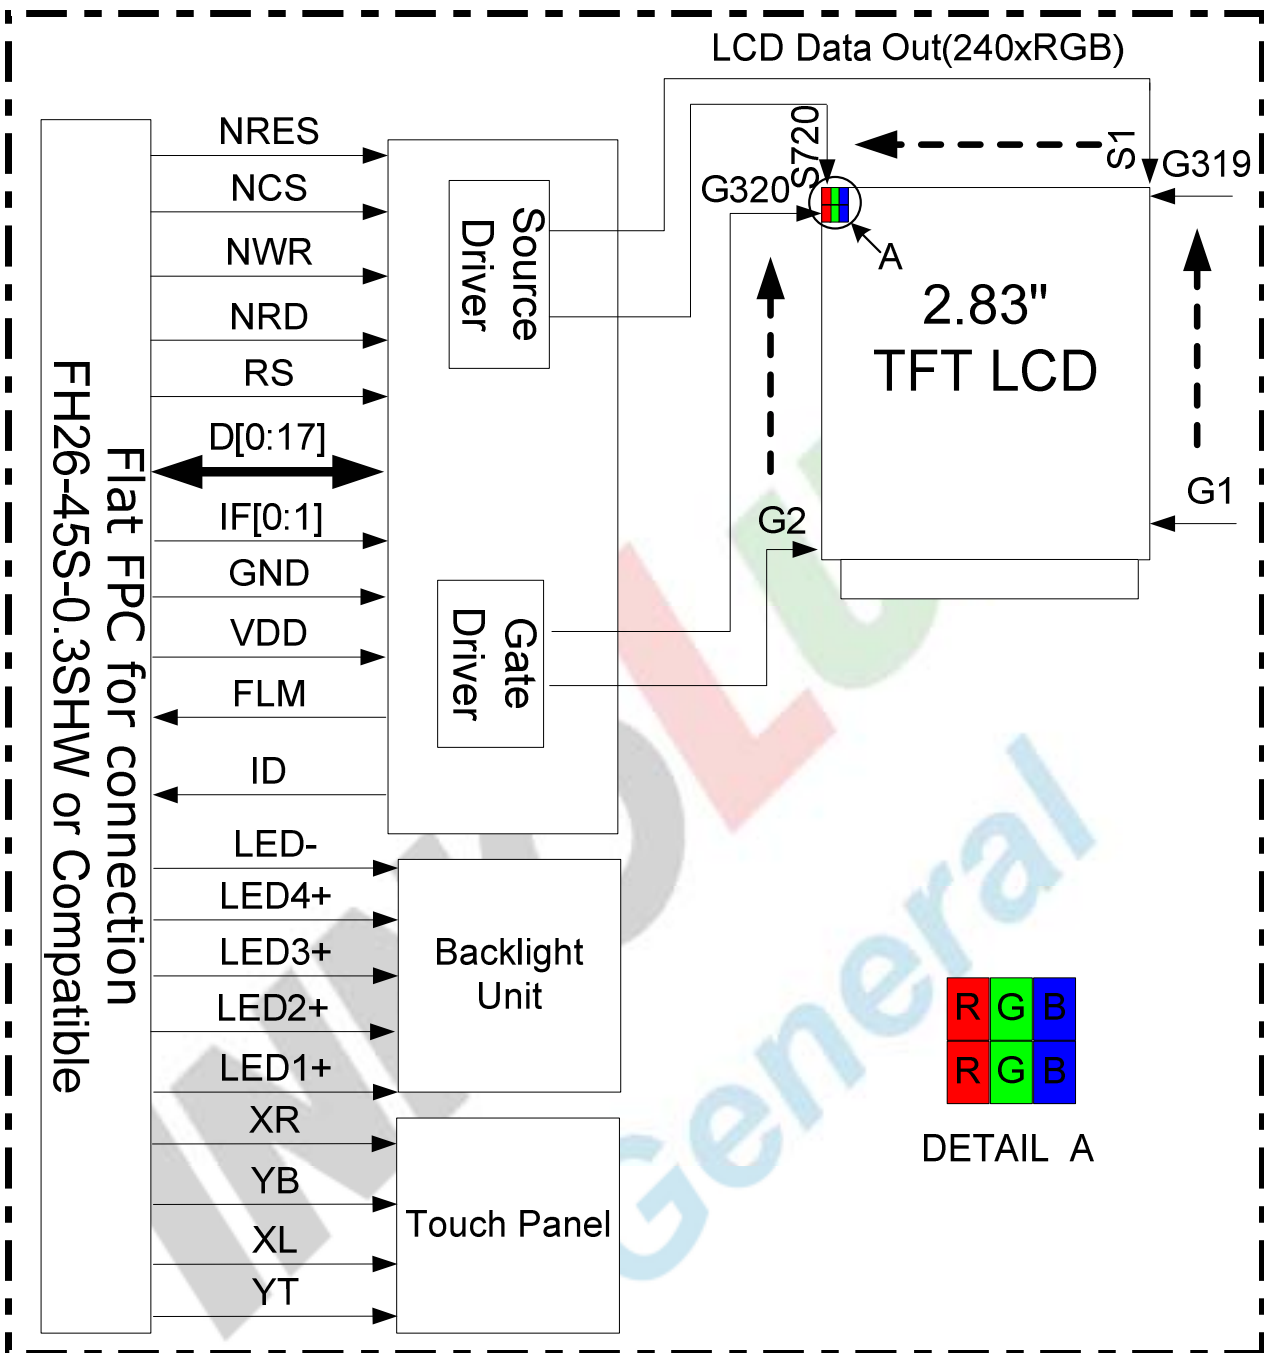 LCD Data Out(240xRGB)
NRES
NCS
NWR
NRD
RS
D[0:17]
IF[0:1]
GND
VDD
FLM
ID
LED-
LED4+
LED3+
LED2+
LED1+
XR
YB
XL
YT
Flat FPC for connection
FH26-45S-0.3SHW or Compatible
Source
Driver
Gate
Driver
Backlight
Unit
Touch Panel
S720
S1
G320
G319
A
2.83"
TFT LCD
G2
G1
R G B
R G B
DETAIL A
General